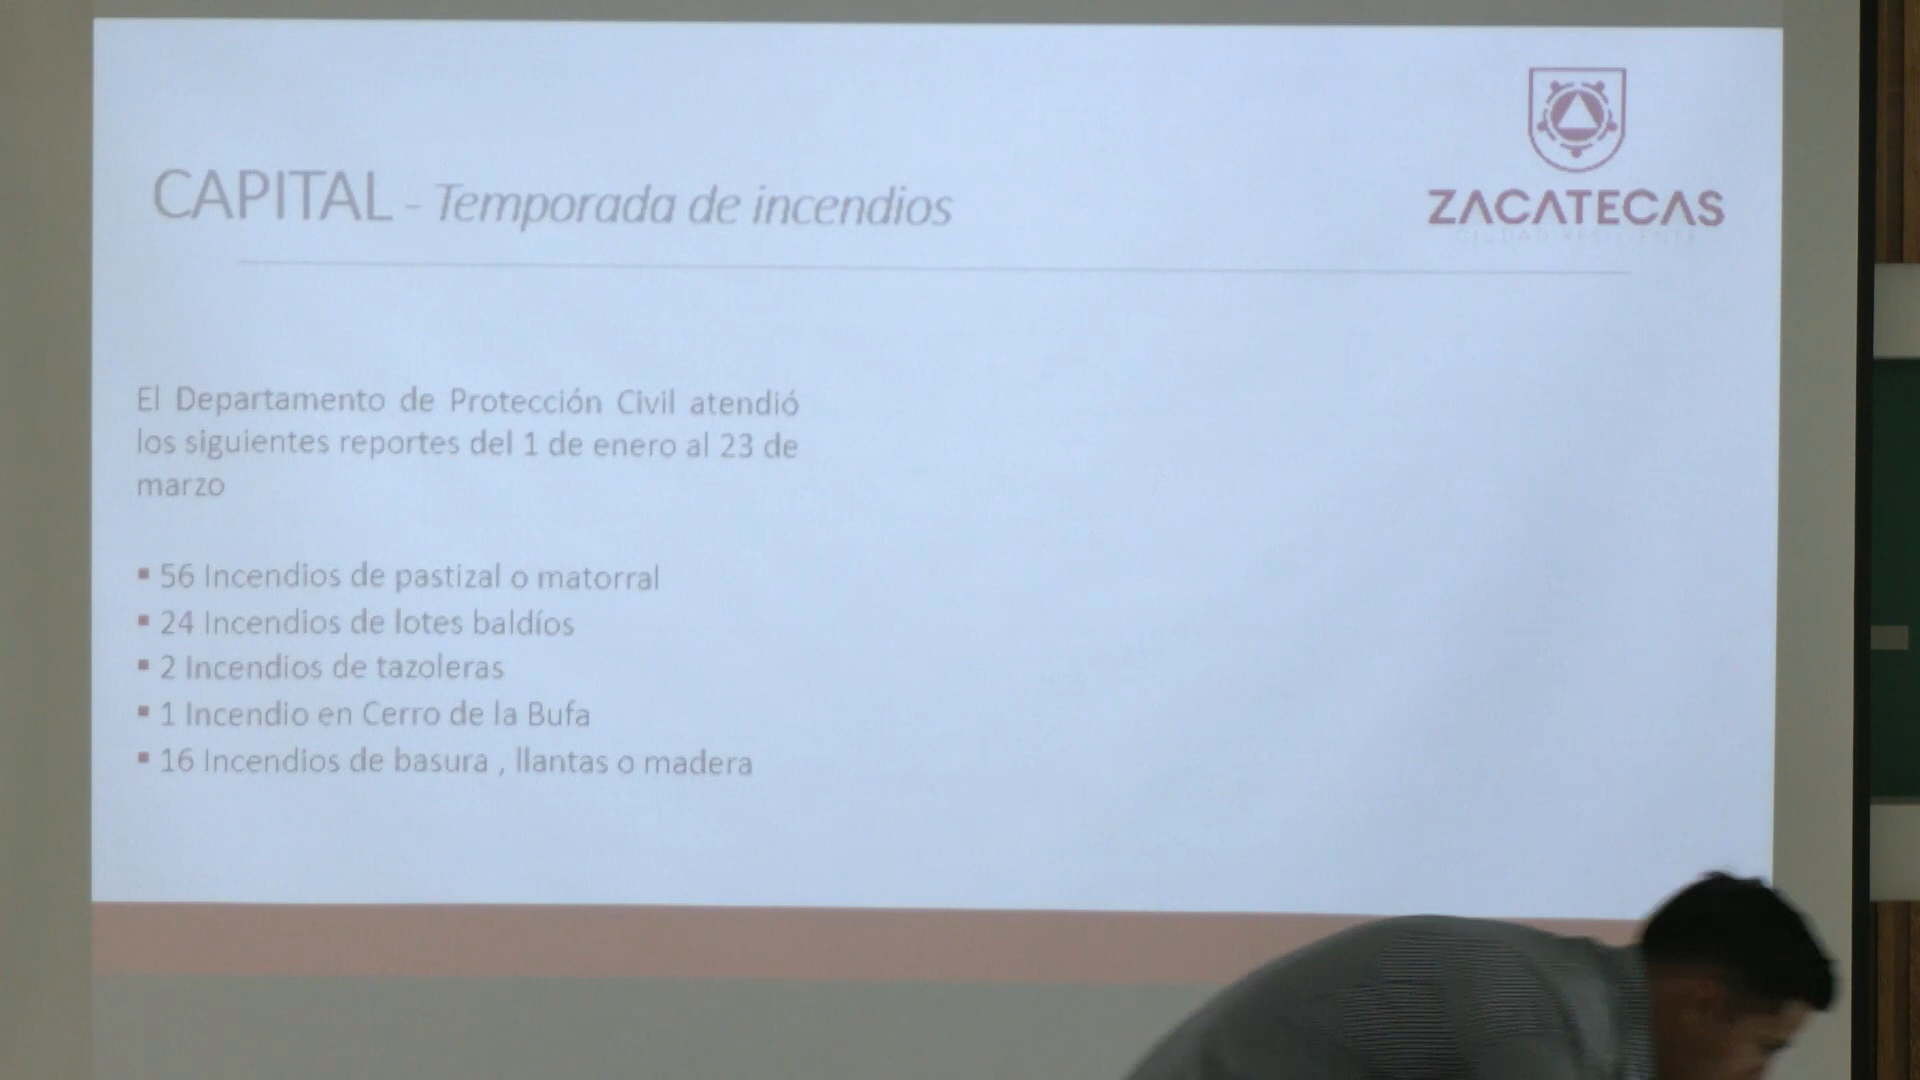 CAPITAL – Temporada de incendios
ZACATECAS
El Departamento de Protección Civil atendió
los siguientes reportes del 1 de enero al 23 de
marzo
▪ 56 Incendios de pastizal o matorral
▪ 24 Incendios de lotes baldíos
▪ 2 Incendios de tazoleras
▪ 1 Incendio en Cerro de la Bufa
▪ 16 Incendios de basura , llantas o madera